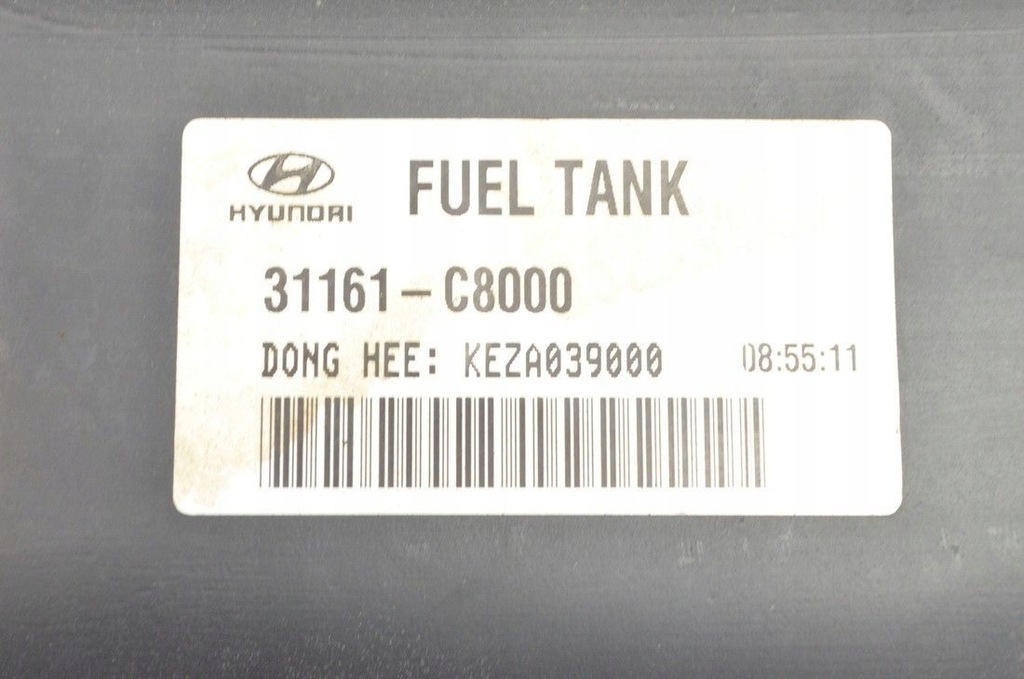 FUEL TANK
HYUNDAI
31161-C8000
DONG HEE: KEZA039000 08:55:11